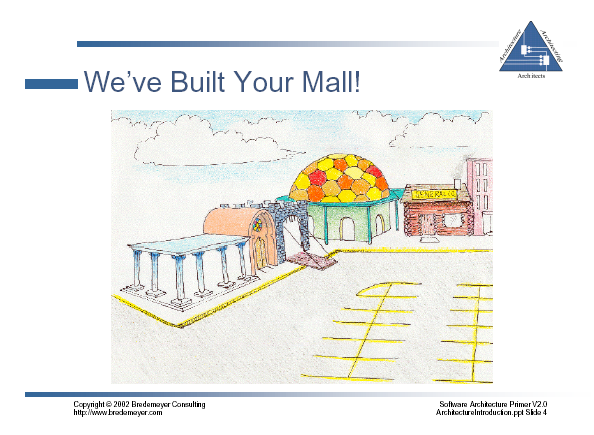 Architecture
Architecting
Architects
We've Built Your Mall!
Copyright © 2002 Bredemeyer Consulting
http://www.bredemeyer.com
Software Architecture Primer V2.0
ArchitectureIntroduction.ppt Slide 4